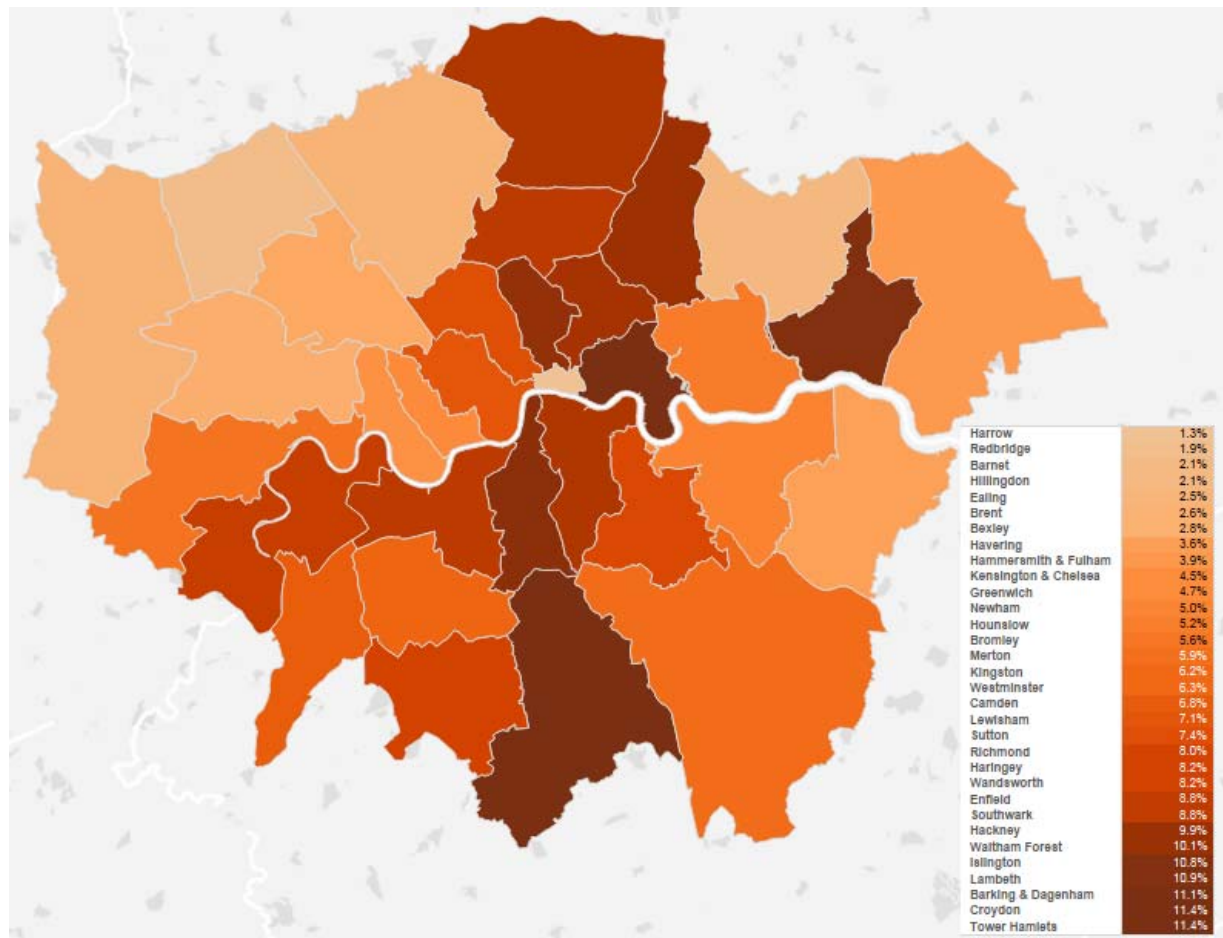 Harrow 1.3%
Redbridge 1.9%
Barnet 2.1%
Hillingdon 2.1%
Ealing 2.5%
Brent 2.6%
Bexley 2.8%
Havering 3.6%
Hammersmith & Fulham 3.9%
Kensington & Chelsea 4.5%
Greenwich 4.7%
Newham 5.0%
Hounslow 5.2%
Bromley 5.6%
Merton 5.9%
Kingston 6.2%
Westminster 6.3%
Camden 6.8%
Lewisham 7.1%
Sutton 7.4%
Richmond 8.0%
Haringey 8.2%
Wandsworth 8.2%
Enfield 8.8%
Southwark 8.8%
Hackney 9.9%
Waltham Forest 10.1%
Islington 10.8%
Lambeth 10.9%
Barking & Dagenham 11.1%
Croydon 11.4%
Tower Hamlets 11.4%